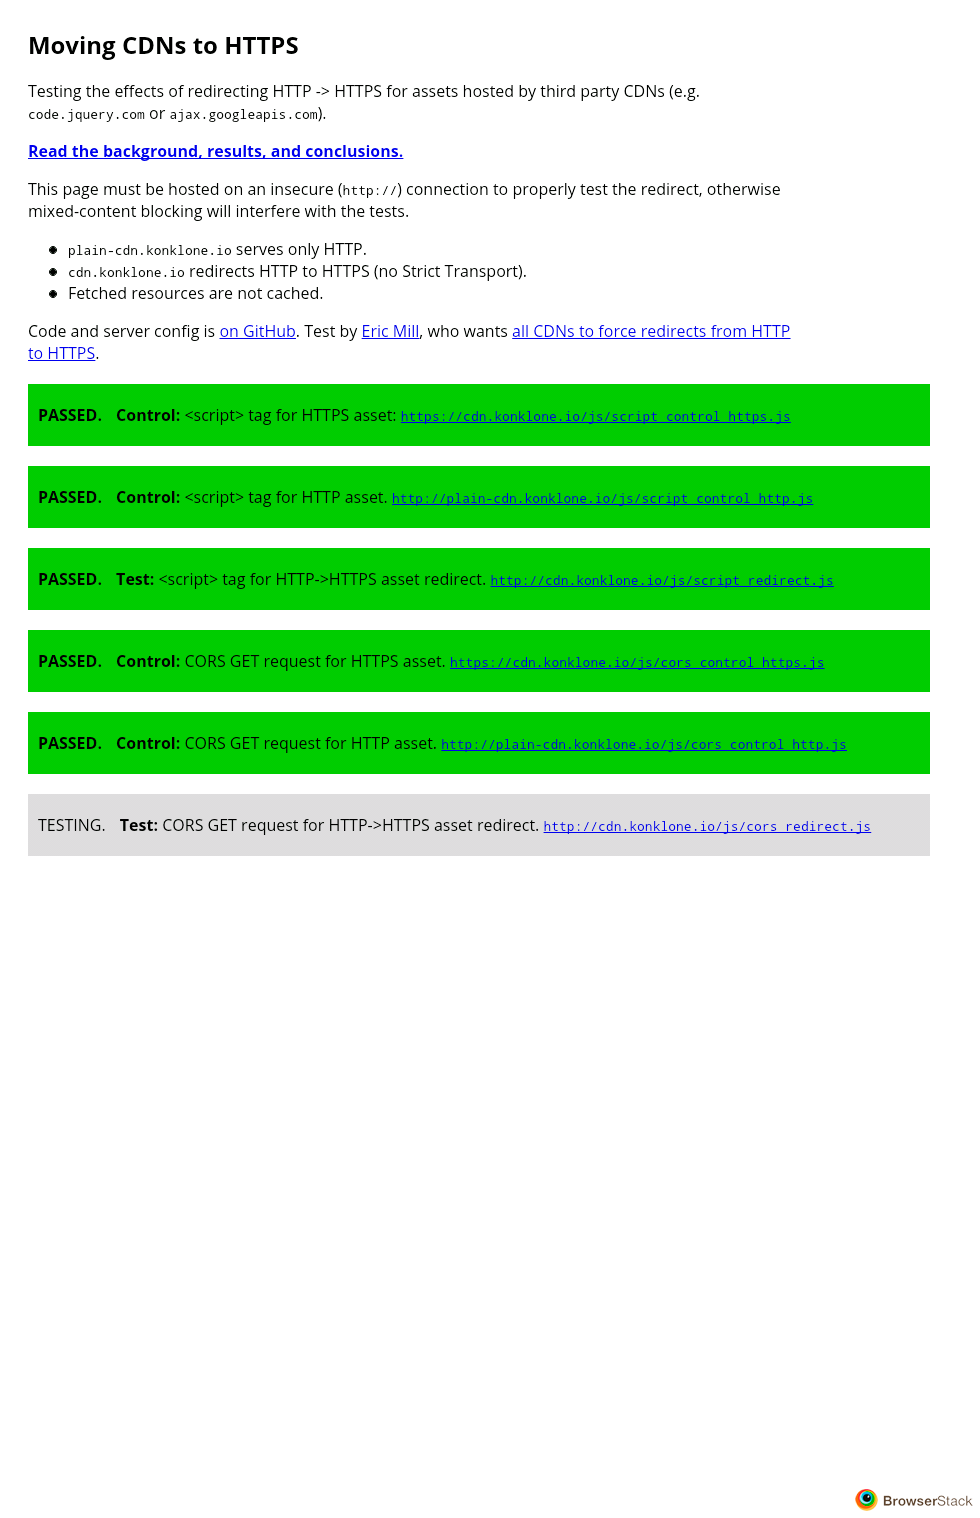 Moving CDNs to HTTPS
Testing the effects of redirecting HTTP -> HTTPS for assets hosted by third party CDNs (e.g.
code.jquery.com or ajax.googleapis.com).
Read the background, results, and conclusions.
This page must be hosted on an insecure (http://) connection to properly test the redirect, otherwise
mixed-content blocking will interfere with the tests.
plain-cdn.konklone.io serves only HTTP.
cdn.konklone.io redirects HTTP to HTTPS (no Strict Transport).
Fetched resources are not cached.
Code and server config is on GitHub. Test by Eric Mill, who wants all CDNs to force redirects from HTTP
to HTTPS.
PASSED. Control: <script> tag for HTTPS asset: https://cdn.konklone.io/js/script_control_https.js
PASSED. Control: <script> tag for HTTP asset. http://plain-cdn.konklone.io/js/script_control_http.js
PASSED. Test: <script> tag for HTTP->HTTPS asset redirect. http://cdn.konklone.io/js/script_redirect.js
PASSED. Control: CORS GET request for HTTPS asset. https://cdn.konklone.io/js/cors_control_https.js
PASSED. Control: CORS GET request for HTTP asset. http://plain-cdn.konklone.io/js/cors_control_http.js
TESTING. Test: CORS GET request for HTTP->HTTPS asset redirect. http://cdn.konklone.io/js/cors_redirect.js
BrowserStack